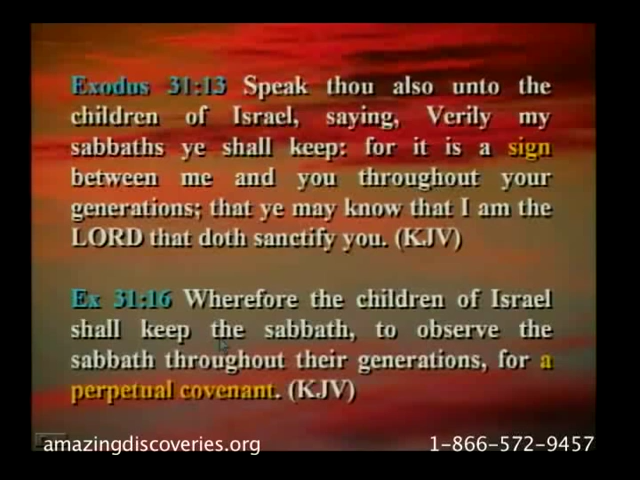 Exodus 31:13 Speak thou also unto the
children of Israel, saying, Verily my
sabbaths ye shall keep: for it is a sign
between me and you throughout your
generations; that ye may know that I am the
LORD that doth sanctify you. (KJV)
Ex 31:16 Wherefore the children of Israel
shall keep the sabbath, to observe the
sabbath throughout their generations, for a
perpetual covenant. (KJV)
amazingdiscoveries.org
1-866-572-9457